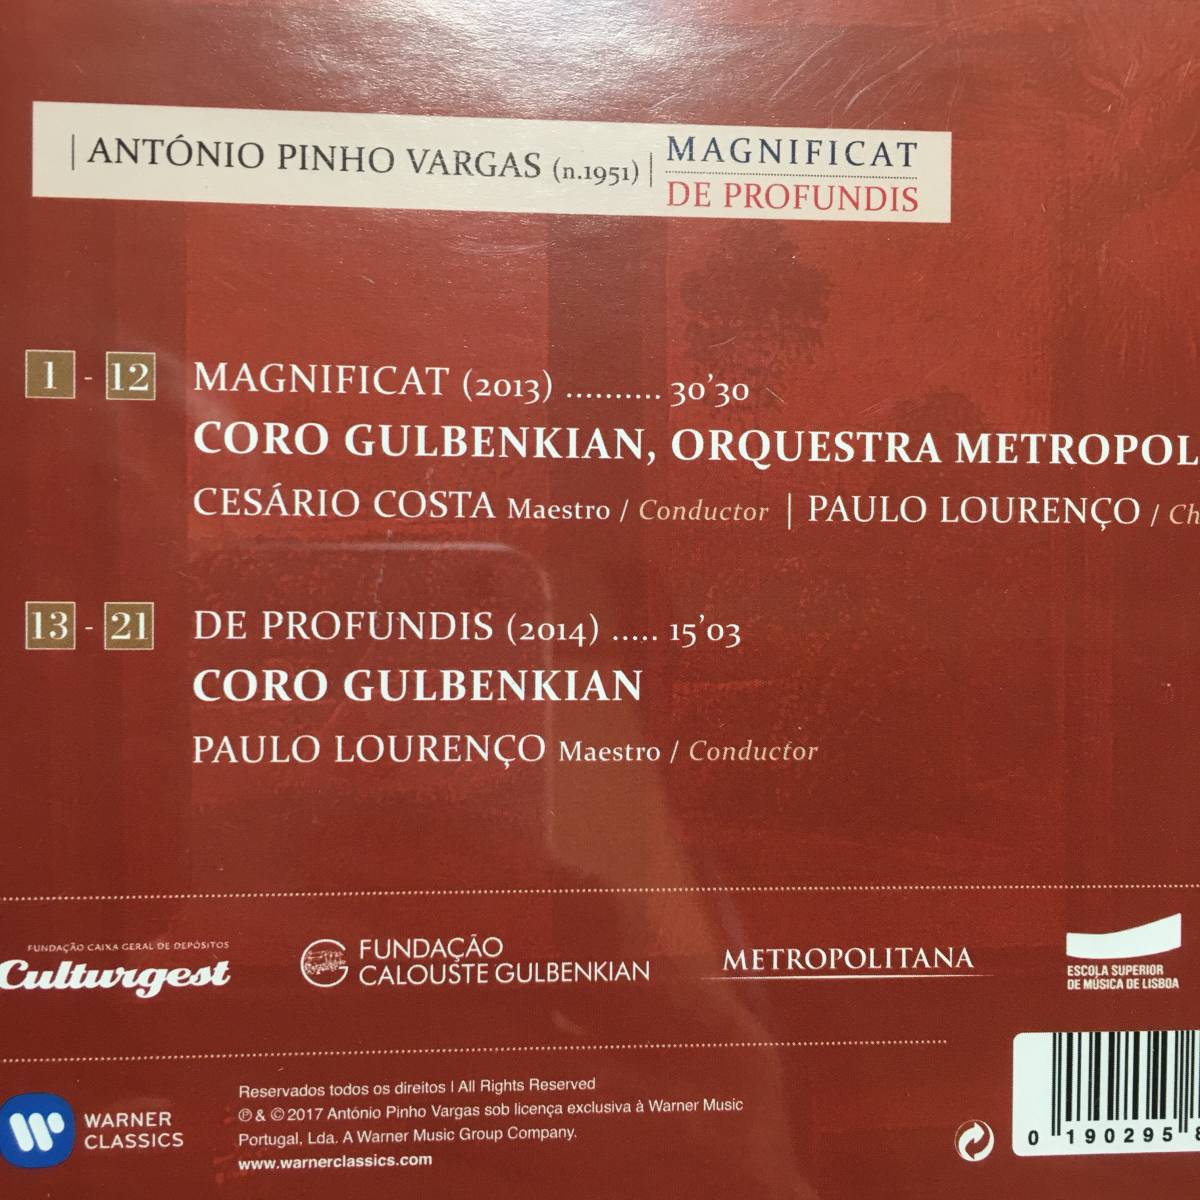 | ANTÓNIO PINHO VARGAS (n.1951) | MAGNIFICAT
DE PROFUNDIS
1 - 12 MAGNIFICAT (2013) .......... 30'30
CORO GULBENKIAN, ORQUESTRA METROPOL
CESÁRIO COSTA Maestro / Conductor | PAULO LOURENÇO / Ch
13 - 21 DE PROFUNDIS (2014) ..... 15'03
CORO GULBENKIAN
PAULO LOURENÇO Maestro / Conductor
FUNDAÇÃO CAIXA GERAL DE DEPÓSITOS
Culturgest
FUNDAÇÃO
CALOUSTE GULBENKIAN
METROPOLITANA
ESCOLA SUPERIOR
DE MÚSICA DE LISBOA
WARNER
CLASSICS
Reservados todos os direitos | All Rights Reserved
℗ & © 2017 António Pinho Vargas sob licença exclusiva à Warner Music
Portugal, Lda. A Warner Music Group Company.
www.warnerclassics.com
0 190295 8